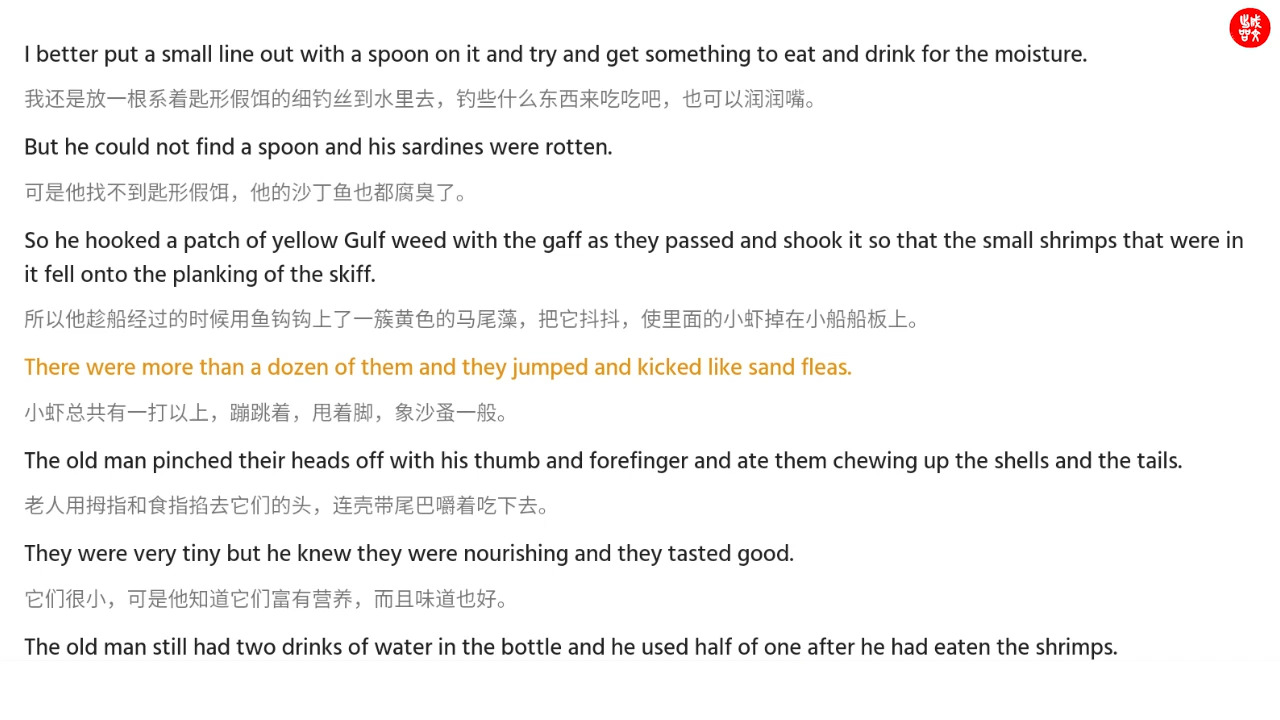 I better put a small line out with a spoon on it and try and get something to eat and drink for the moisture.
我还是放一根系着匙形假饵的细钓丝到水里去，钓些什么东西来吃吃吧，也可以润润嘴。
But he could not find a spoon and his sardines were rotten.
可是他找不到匙形假饵，他的沙丁鱼也都腐臭了。
So he hooked a patch of yellow Gulf weed with the gaff as they passed and shook it so that the small shrimps that were in
it fell onto the planking of the skiff.
所以他趁船经过的时候用鱼钩钩上了一簇黄色的马尾藻，把它抖抖，使里面的小虾掉在小船船板上。
There were more than a dozen of them and they jumped and kicked like sand fleas.
小虾总共有一打以上，蹦跳着，甩着脚，象沙蚤一般。
The old man pinched their heads off with his thumb and forefinger and ate them chewing up the shells and the tails.
老人用拇指和食指掐去它们的头，连壳带尾巴嚼着吃下去。
They were very tiny but he knew they were nourishing and they tasted good.
它们很小，可是他知道它们富有营养，而且味道也好。
The old man still had two drinks of water in the bottle and he used half of one after he had eaten the shrimps.